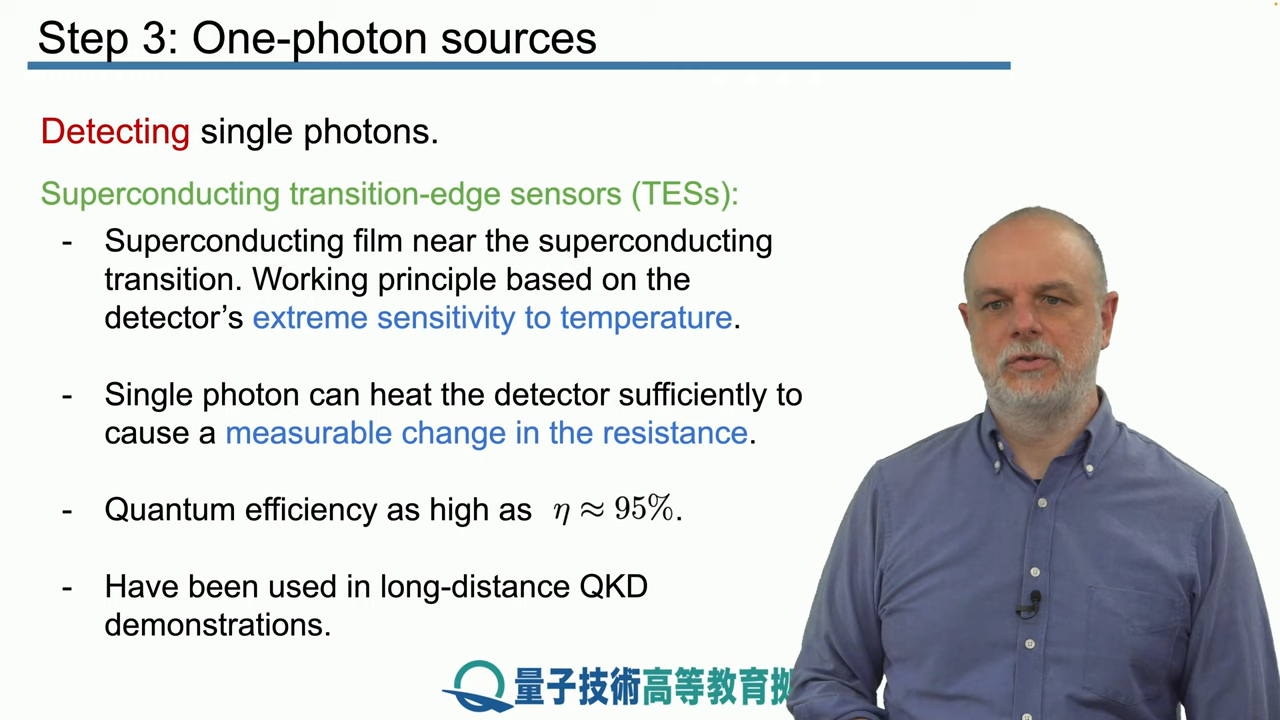 Step 3: One-photon sources
Detecting single photons.
Superconducting transition-edge sensors (TESs):
- Superconducting film near the superconducting
transition. Working principle based on the
detector’s extreme sensitivity to temperature.
- Single photon can heat the detector sufficiently to
cause a measurable change in the resistance.
- Quantum efficiency as high as η ≈ 95%.
- Have been used in long-distance QKD
demonstrations.
量子技術高等教育拠